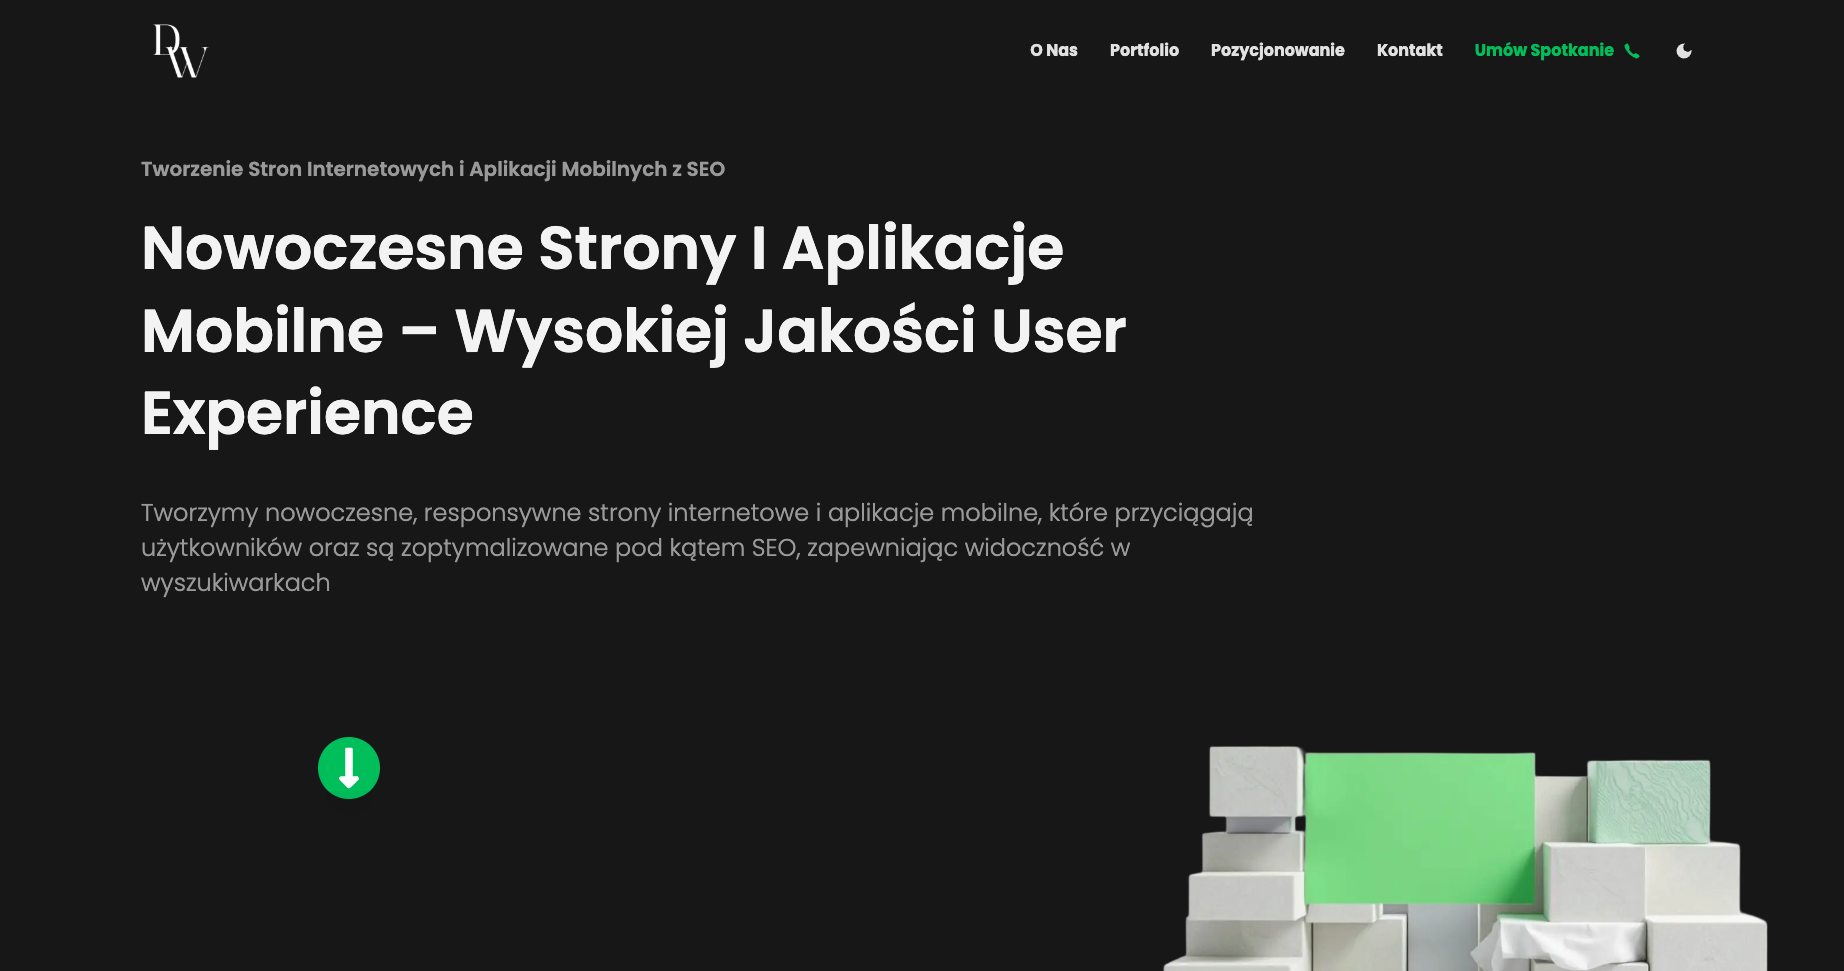 DW
O Nas
Portfolio
Pozycjonowanie
Kontakt
Umów Spotkanie
Tworzenie Stron Internetowych i Aplikacji Mobilnych z SEO
Nowoczesne Strony I Aplikacje
Mobilne – Wysokiej Jakości User
Experience
Tworzymy nowoczesne, responsywne strony internetowe i aplikacje mobilne, które przyciągają
użytkowników oraz są zoptymalizowane pod kątem SEO, zapewniając widoczność w
wyszukiwarkach